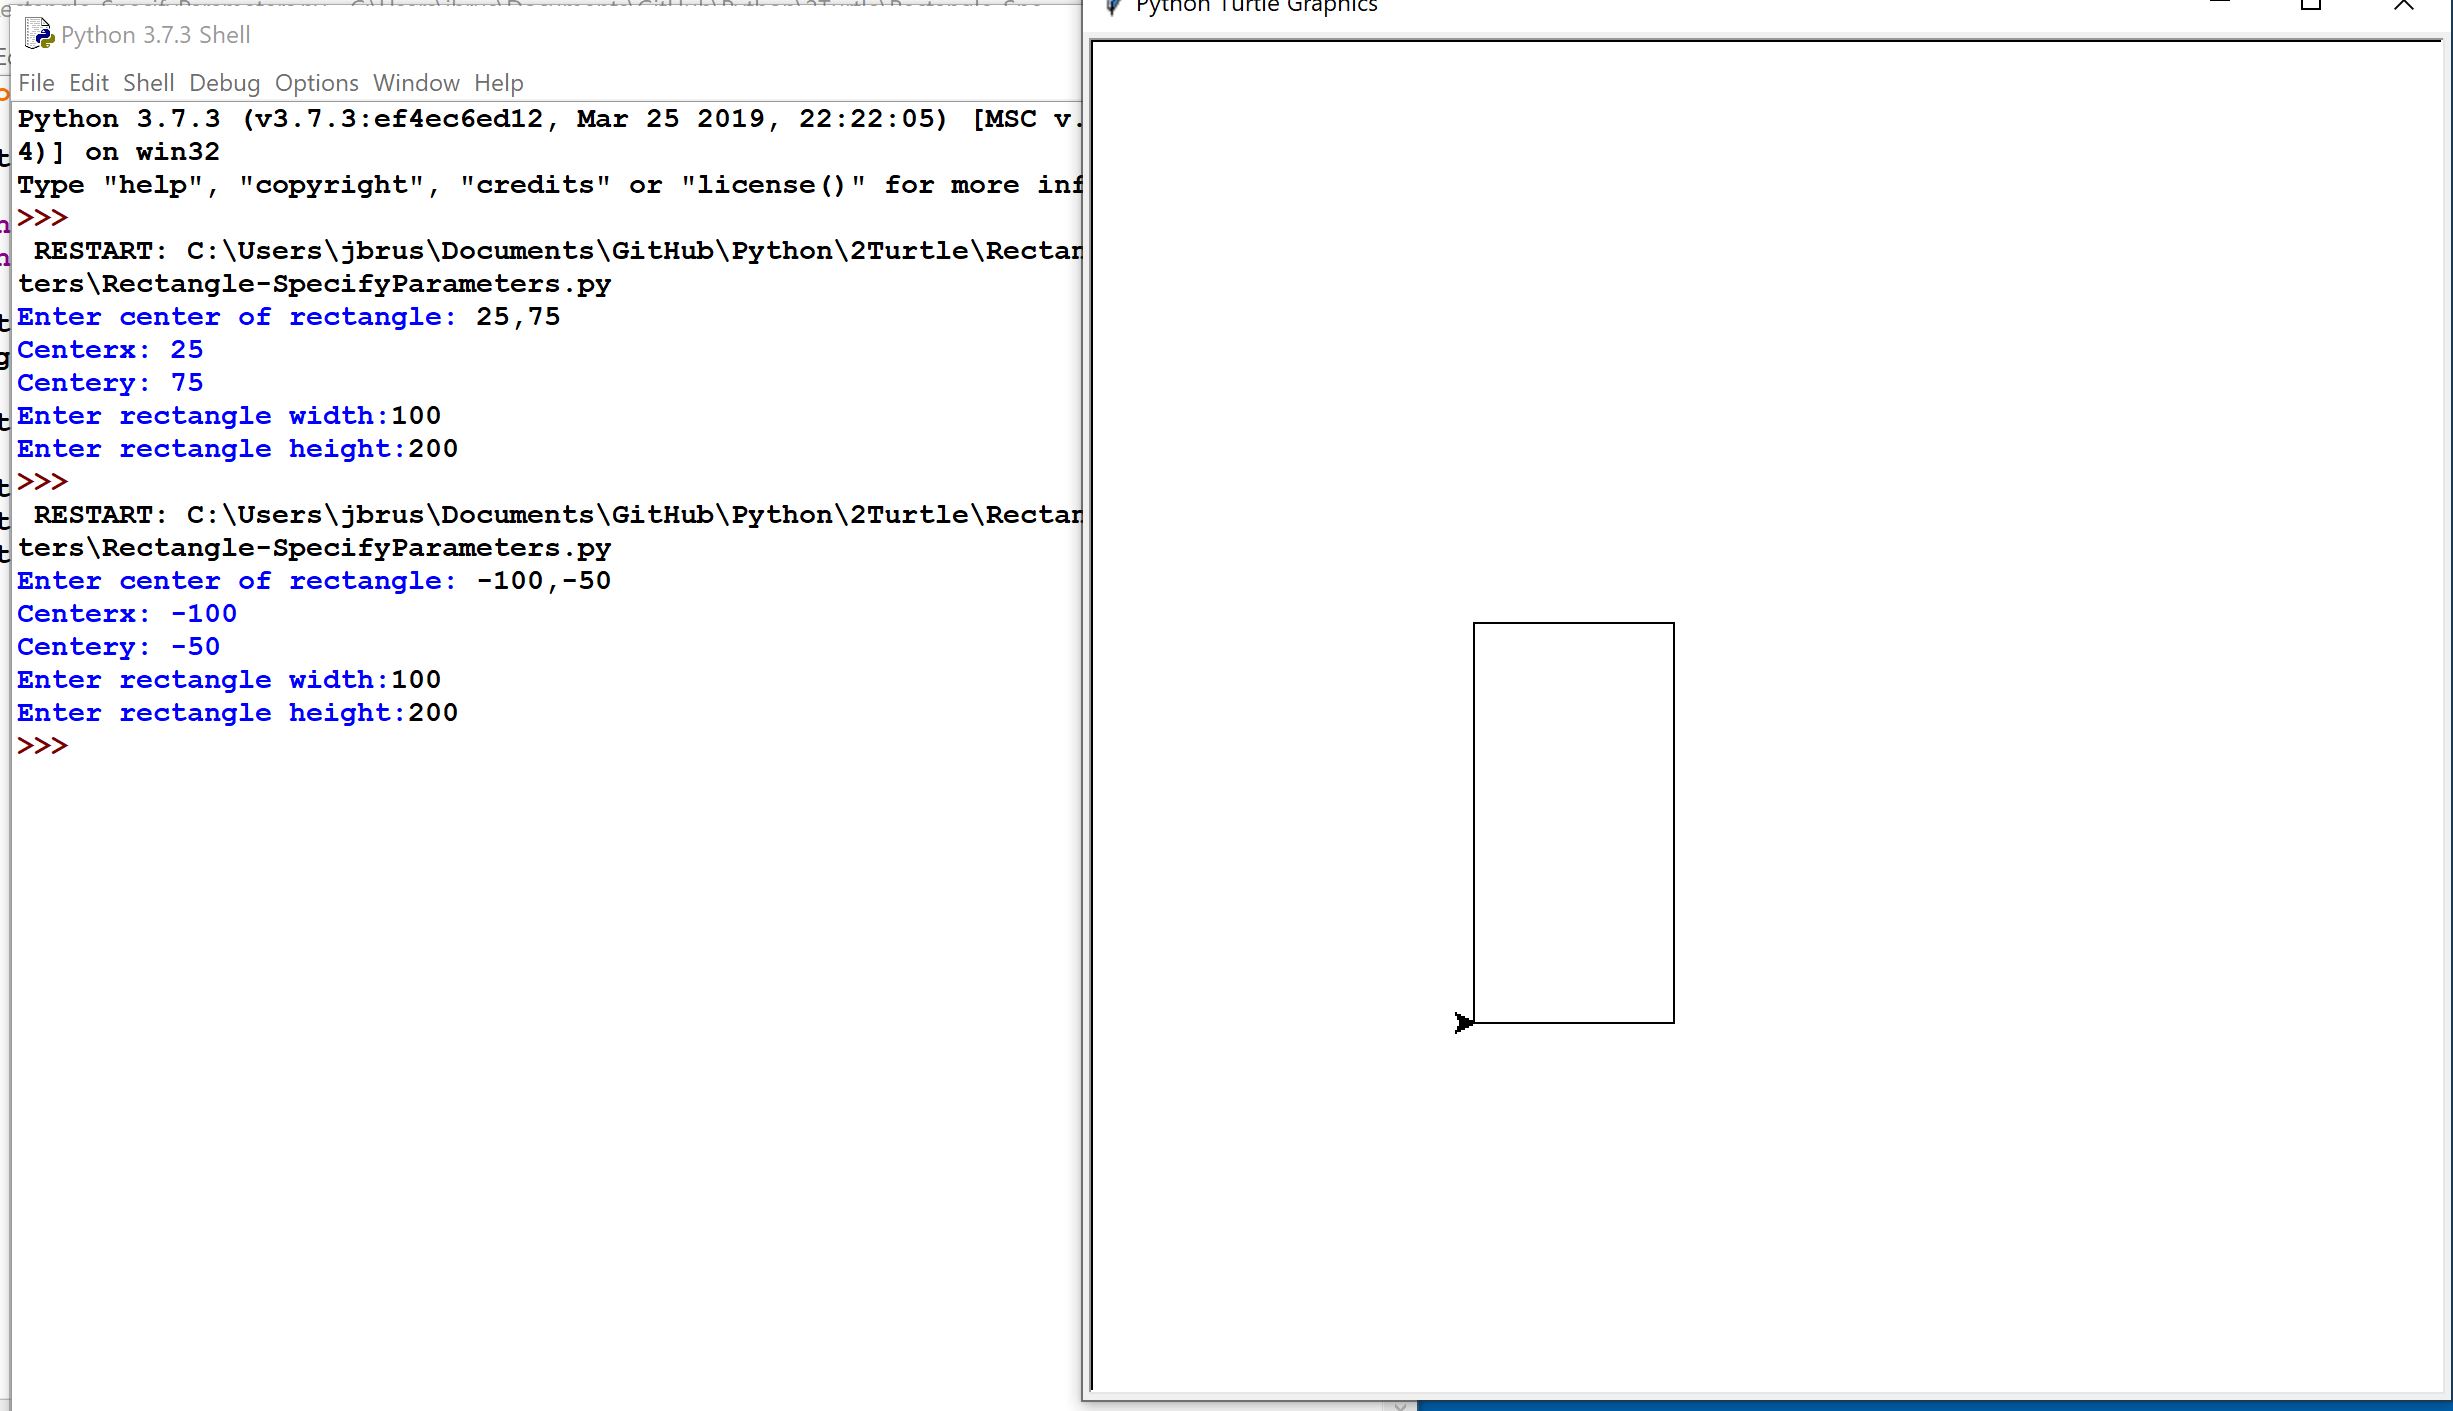 Python 3.7.3 Shell
File Edit Shell Debug Options Window Help
Python 3.7.3 (v3.7.3:ef4ec6ed12, Mar 25 2019, 22:22:05) [MSC v.
4)] on win32
Type "help", "copyright", "credits" or "license()" for more inf
>>>
RESTART: C:\Users\jbrus\Documents\GitHub\Python\2Turtle\Rectan
ters\Rectangle-SpecifyParameters.py
Enter center of rectangle: 25,75
Centerx: 25
Centery: 75
Enter rectangle width:100
Enter rectangle height:200
>>>
RESTART: C:\Users\jbrus\Documents\GitHub\Python\2Turtle\Rectan
ters\Rectangle-SpecifyParameters.py
Enter center of rectangle: -100,-50
Centerx: -100
Centery: -50
Enter rectangle width:100
Enter rectangle height:200
>>>
Python Turtle Graphics